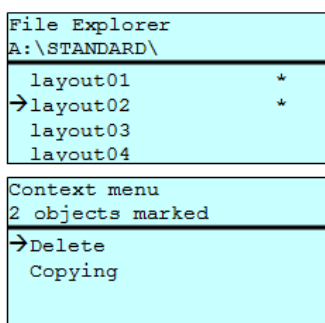 File Explorer
A:\STANDARD\
layout01 *
→layout02 *
layout03
layout04
Context menu
2 objects marked
→Delete
Copying